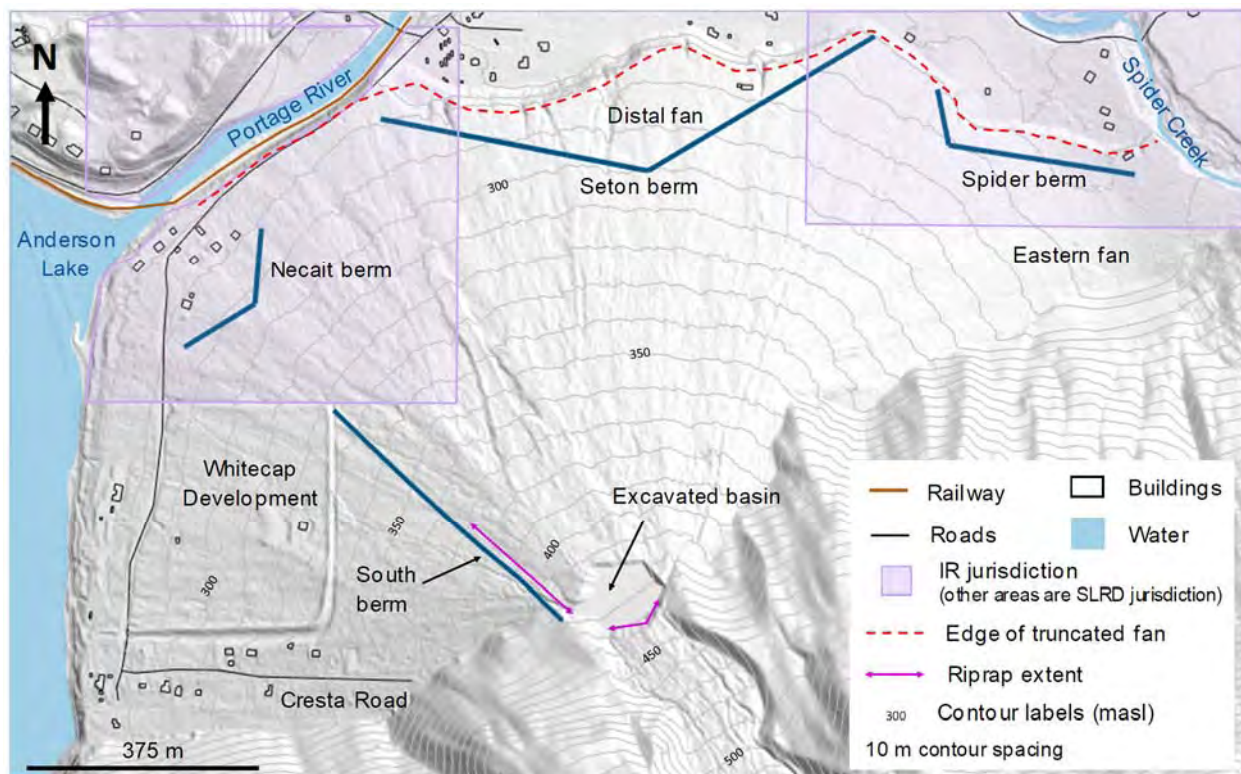 N
Portage River
Anderson
Lake
Necait berm
Distal fan
Seton berm
300
Spider Creek
Spider berm
Eastern fan
350
Whitecap
Development
350
300
South
berm
400
Excavated basin
450
500
Cresta Road
375 m
Railway
Buildings
Roads
Water
IR jurisdiction
(other areas are SLRD jurisdiction)
Edge of truncated fan
Riprap extent
300
Contour labels (masl)
10 m contour spacing